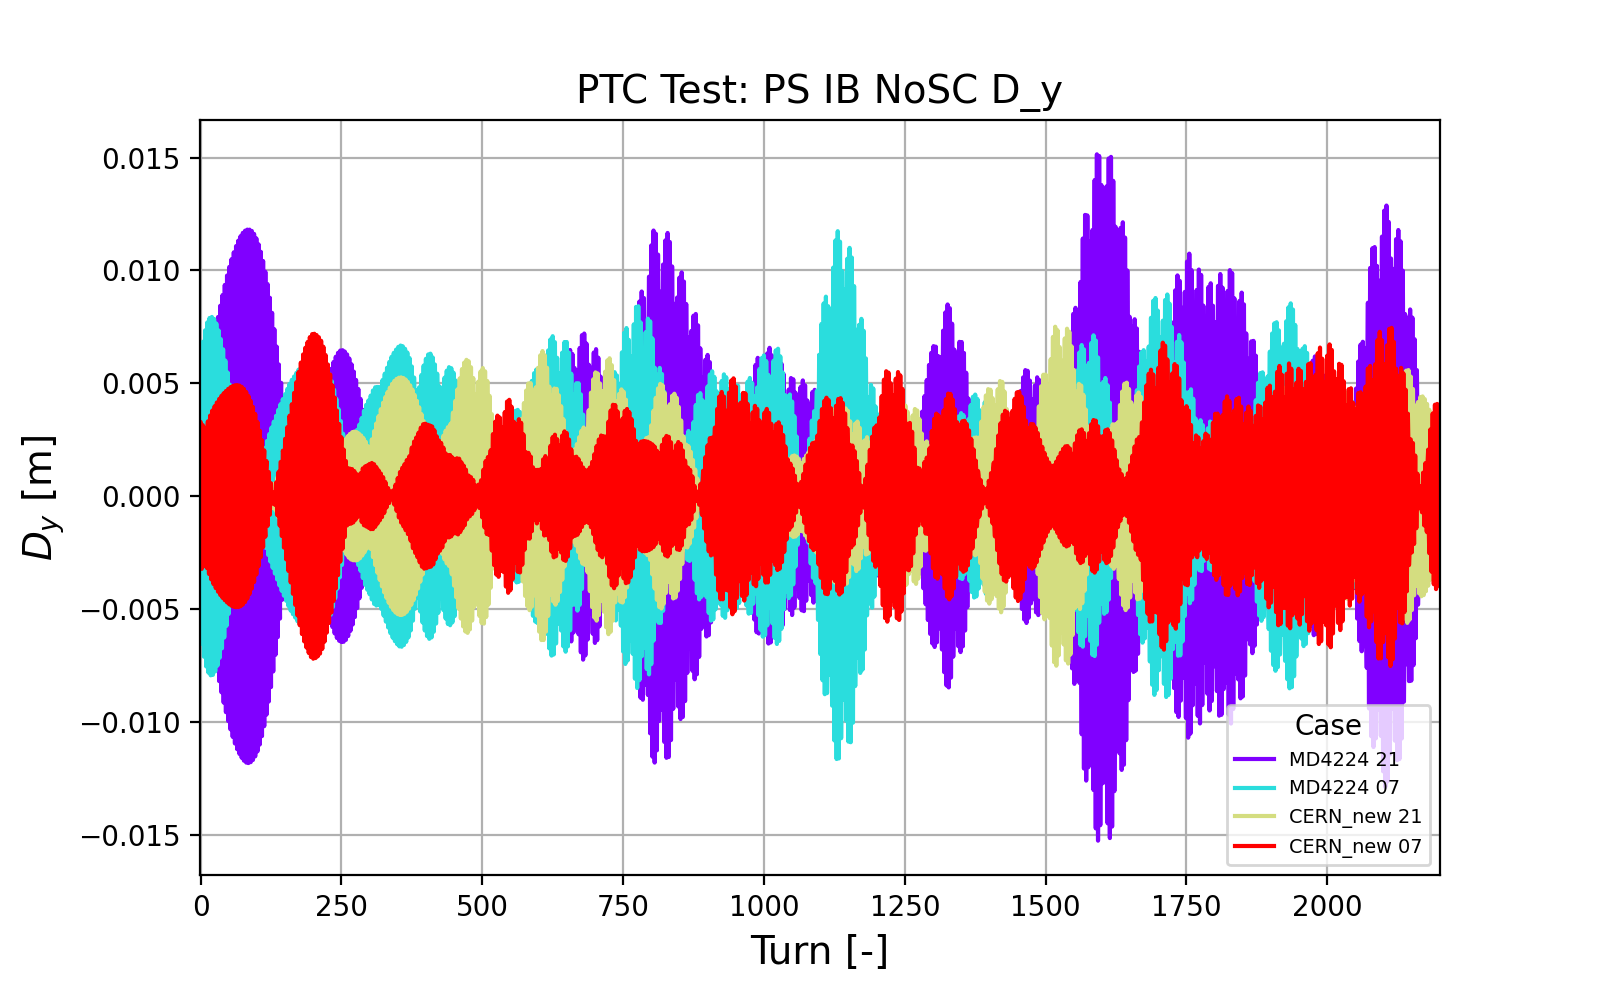 PTC Test: PS IB NoSC D_y
0.015
0.010
0.005
0.000
−0.005
−0.010
−0.015
D_y [m]
0 250 500 750 1000 1250 1500 1750 2000
Turn [-]
Case
MD4224 21
MD4224 07
CERN_new 21
CERN_new 07